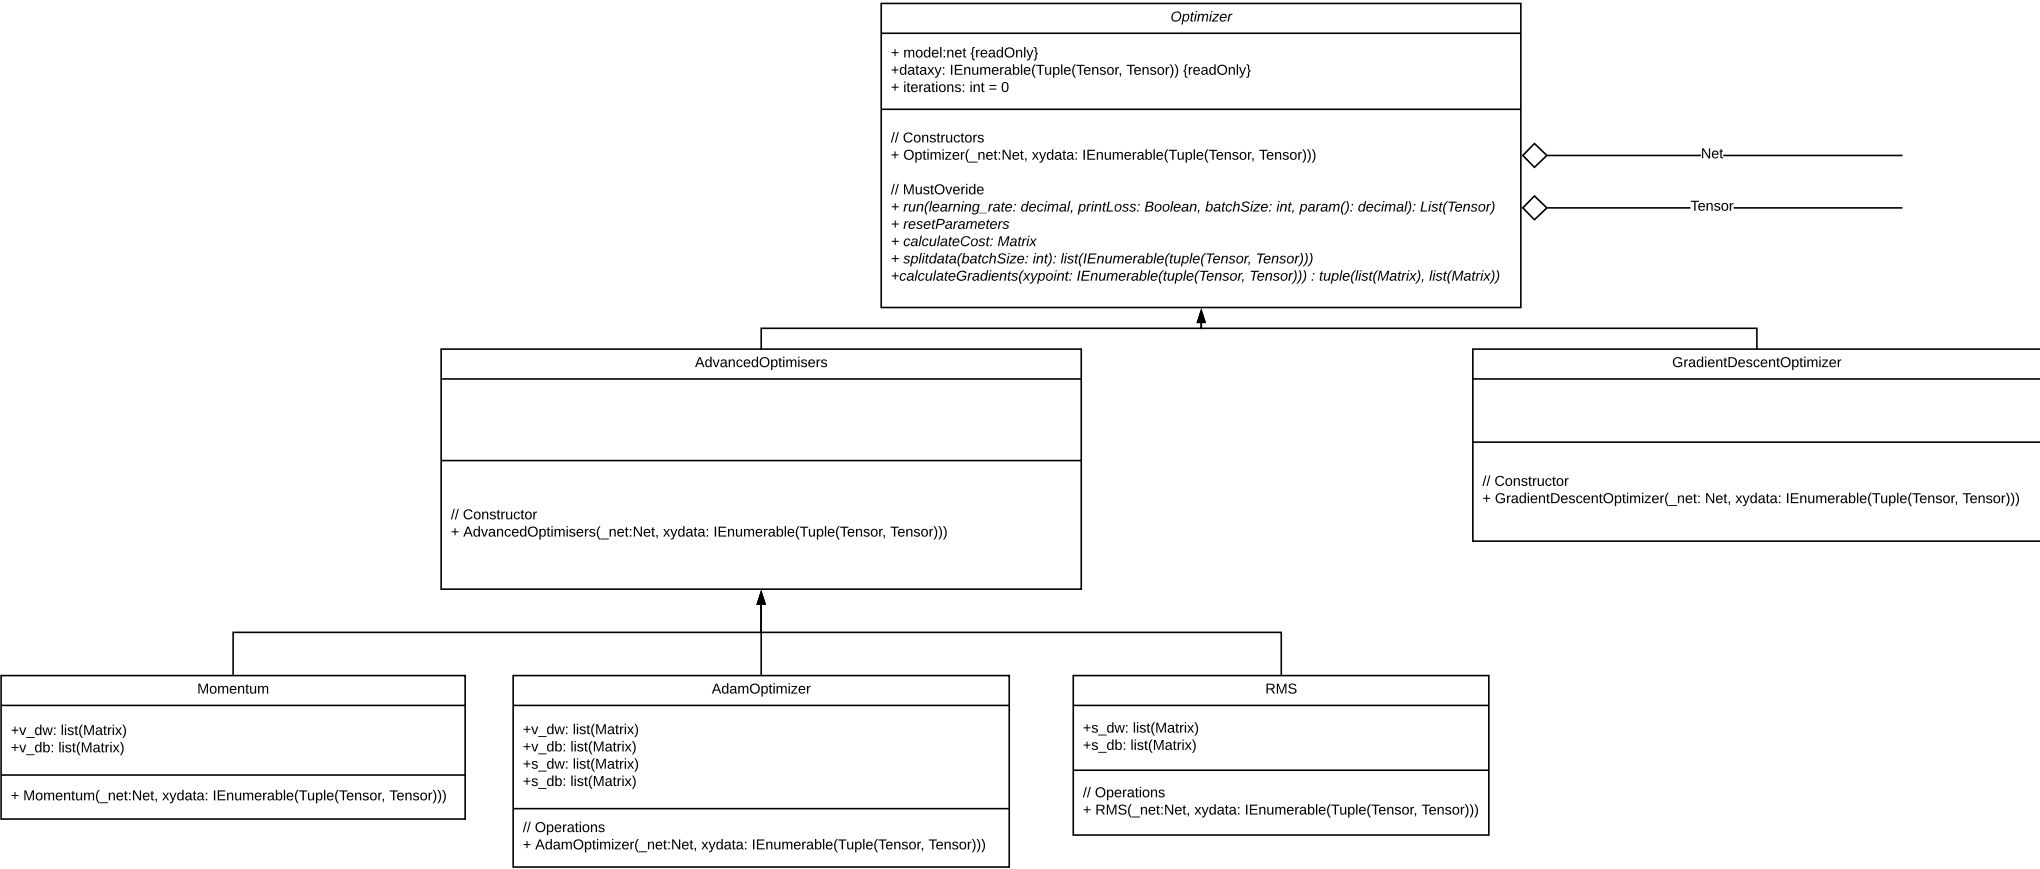 Optimizer
+ model:net {readOnly}
+dataxy: IEnumerable(Tuple(Tensor, Tensor)) {readOnly}
+ iterations: int = 0
// Constructors
+ Optimizer(_net:Net, xydata: IEnumerable(Tuple(Tensor, Tensor)))
// MustOveride
+ run(learning_rate: decimal, printLoss: Boolean, batchSize: int, param(): decimal): List(Tensor)
+ resetParameters
+ calculateCost: Matrix
+ splitdata(batchSize: int): list(IEnumerable(tuple(Tensor, Tensor)))
+calculateGradients(xypoint: IEnumerable(tuple(Tensor, Tensor))) : tuple(list(Matrix), list(Matrix))
Net
Tensor
AdvancedOptimisers
// Constructor
+ AdvancedOptimisers(_net:Net, xydata: IEnumerable(Tuple(Tensor, Tensor)))
GradientDescentOptimizer
// Constructor
+ GradientDescentOptimizer(_net: Net, xydata: IEnumerable(Tuple(Tensor, Tensor)))
Momentum
+v_dw: list(Matrix)
+v_db: list(Matrix)
+ Momentum(_net:Net, xydata: IEnumerable(Tuple(Tensor, Tensor)))
AdamOptimizer
+v_dw: list(Matrix)
+v_db: list(Matrix)
+s_dw: list(Matrix)
+s_db: list(Matrix)
// Operations
+ AdamOptimizer(_net:Net, xydata: IEnumerable(Tuple(Tensor, Tensor)))
RMS
+s_dw: list(Matrix)
+s_db: list(Matrix)
// Operations
+ RMS(_net:Net, xydata: IEnumerable(Tuple(Tensor, Tensor)))